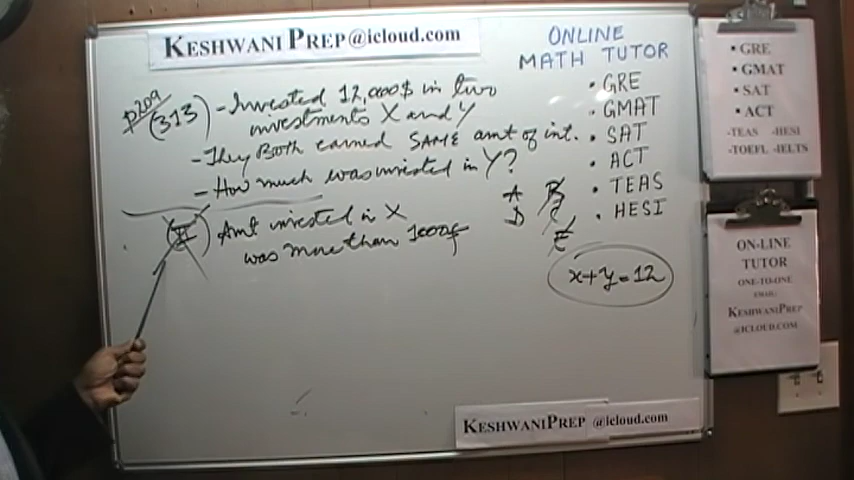 KESHWANI PREP@icloud.com
p209
(313) - Invested 12,000$ in two
investments X and Y
- They Both earned SAME amt of int.
- How much was invested in Y?
II) Amt invested in X
was more than
A B
D C
E
x+y=12
ONLINE
MATH TUTOR
• GRE
• GMAT
• SAT
• ACT
• TEAS
• HESI
▪ GRE
▪ GMAT
▪ SAT
▪ ACT
-TEAS -HESI
-TOEFL -IELTS
ON-LINE
TUTOR
ONE-TO-ONE
EMAIL:
KESHWANIPREP
@ICLOUD.COM
KESHWANIPREP @icloud.com